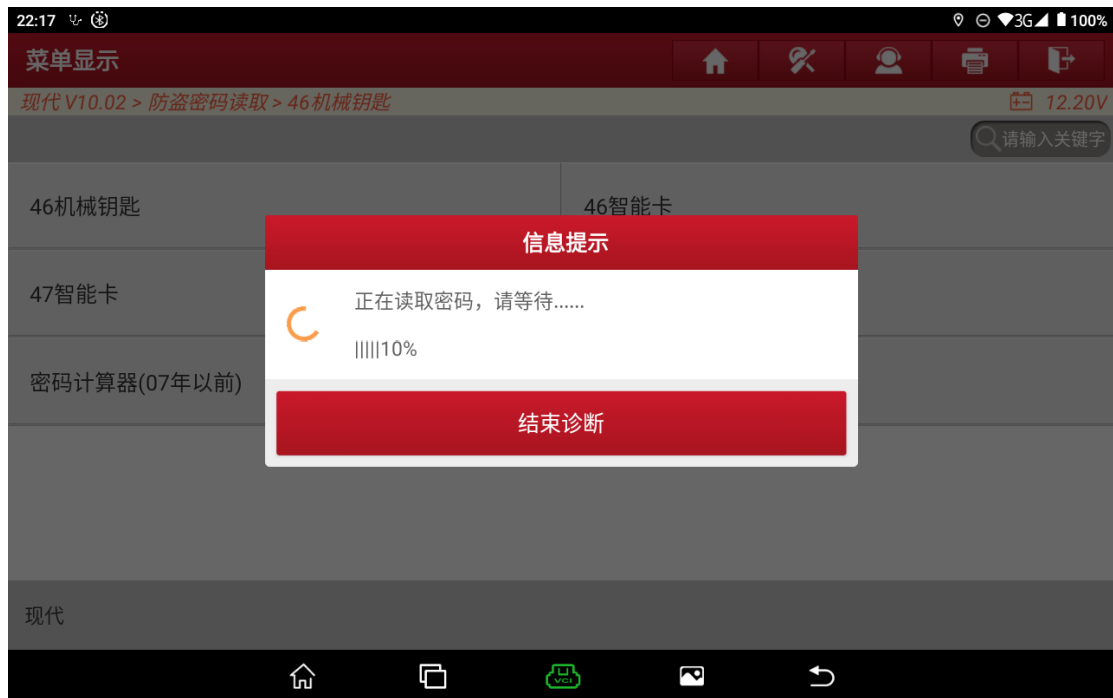 22:17 3G 100%
菜单显示
现代 V10.02 > 防盗密码读取 > 46机械钥匙 12.20V
请输入关键字
46机械钥匙 46智能卡
信息提示
47智能卡
正在读取密码，请等待......
|||||10%
密码计算器(07年以前)
结束诊断
现代
VCI